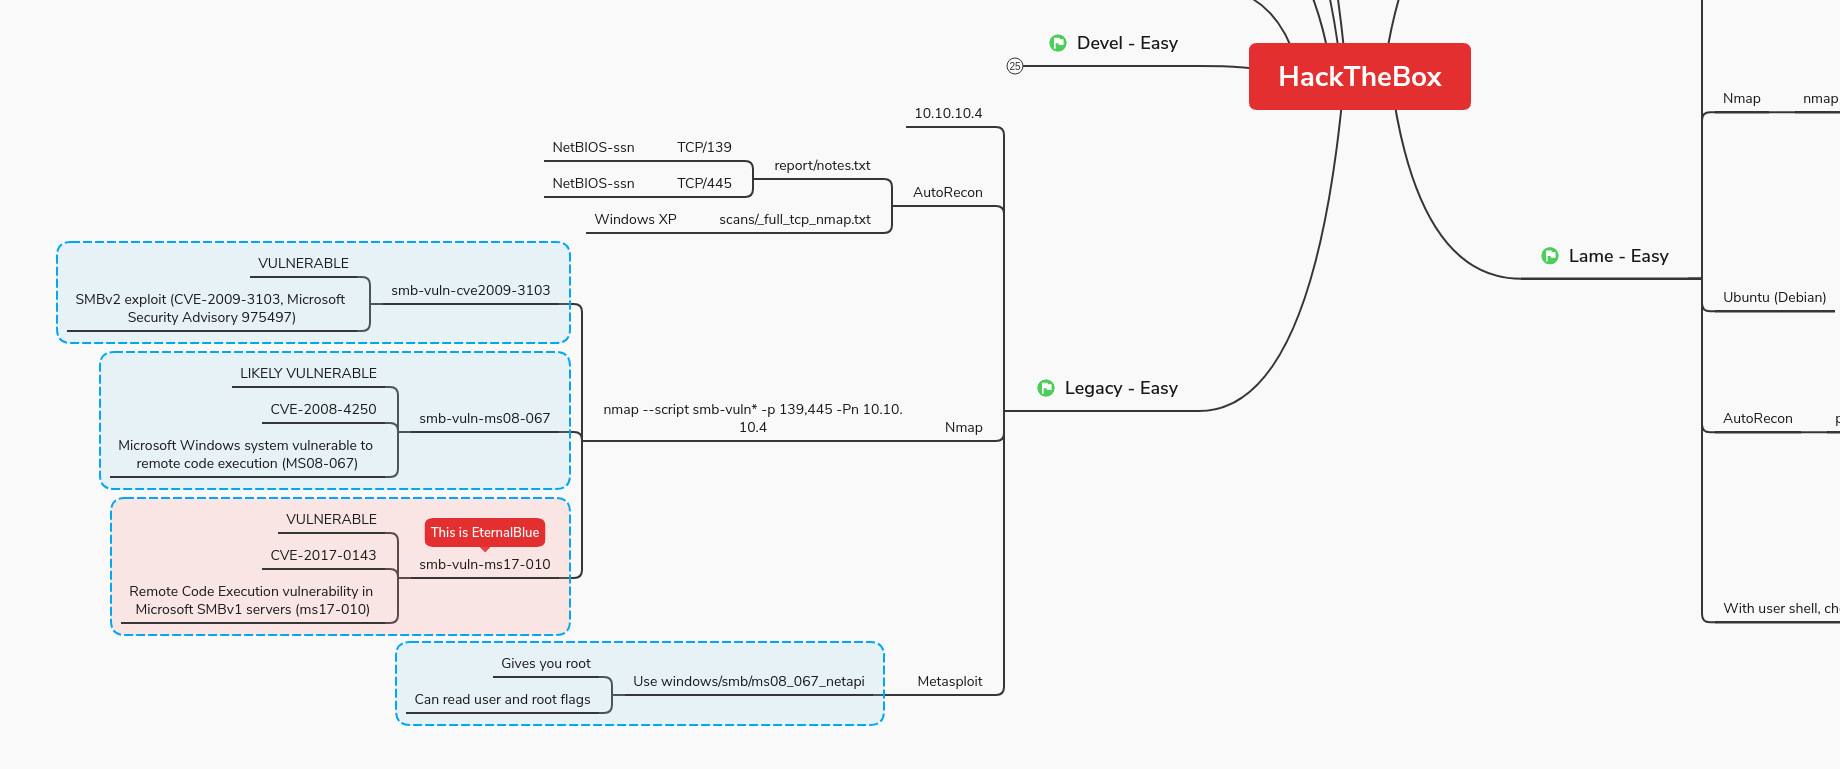 Devel - Easy
25
HackTheBox
10.10.10.4
NetBIOS-ssn
TCP/139
NetBIOS-ssn
TCP/445
report/notes.txt
AutoRecon
Windows XP
scans/_full_tcp_nmap.txt
VULNERABLE
SMBv2 exploit (CVE-2009-3103, Microsoft
Security Advisory 975497)
smb-vuln-cve2009-3103
LIKELY VULNERABLE
CVE-2008-4250
Microsoft Windows system vulnerable to
remote code execution (MS08-067)
smb-vuln-ms08-067
nmap --script smb-vuln* -p 139,445 -Pn 10.10.
10.4
Nmap
Legacy - Easy
VULNERABLE
CVE-2017-0143
Remote Code Execution vulnerability in
Microsoft SMBv1 servers (ms17-010)
This is EternalBlue
smb-vuln-ms17-010
Gives you root
Can read user and root flags
Use windows/smb/ms08_067_netapi
Metasploit
Lame - Easy
Nmap
nmap
Ubuntu (Debian)
AutoRecon
With user shell,